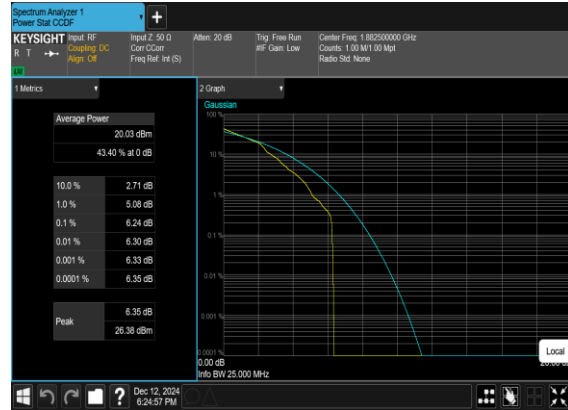 Spectrum Analyzer 1
Power Stat CCDF
KEYSIGHT
R T
Input: RF
Coupling: DC
Align: Off
Input Z: 50 Ω
Corr CCorr
Freq Ref: Int (S)
Atten: 20 dB
Trig: Free Run
#IF Gain: Low
Center Freq: 1.882500000 GHz
Counts: 1.00 M/1.00 Mpt
Radio Std: None
1 Metrics
Average Power
20.03 dBm
43.40 % at 0 dB
10.0 % 2.71 dB
1.0 % 5.08 dB
0.1 % 6.24 dB
0.01 % 6.30 dB
0.001 % 6.33 dB
0.0001 % 6.35 dB
Peak
6.35 dB
26.38 dBm
2 Graph
Gaussian
100 %
10 %
1 %
0.1 %
0.01 %
0.001 %
0.0001 %
0.00 dB
Info BW 25.000 MHz
Local
?
Dec 12, 2024
6:24:57 PM